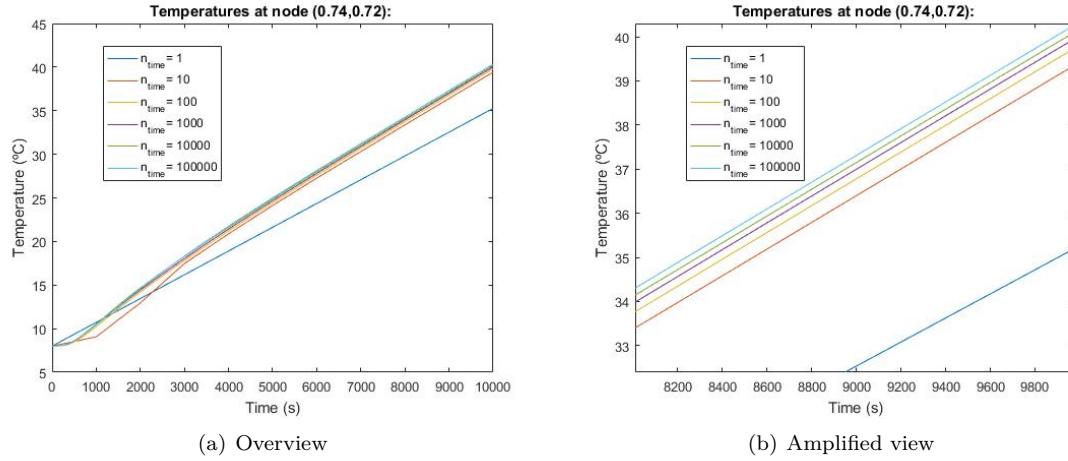 Temperatures at node (0.74,0.72):
45
40
35
30
25
20
15
10
5
Temperature (ºC)
n_time = 1
n_time = 10
n_time = 100
n_time = 1000
n_time = 10000
n_time = 100000
0 1000 2000 3000 4000 5000 6000 7000 8000 9000 10000
Time (s)
(a) Overview
Temperatures at node (0.74,0.72):
40
39
38
37
36
35
34
33
Temperature (ºC)
n_time = 1
n_time = 10
n_time = 100
n_time = 1000
n_time = 10000
n_time = 100000
8200 8400 8600 8800 9000 9200 9400 9600 9800
Time (s)
(b) Amplified view